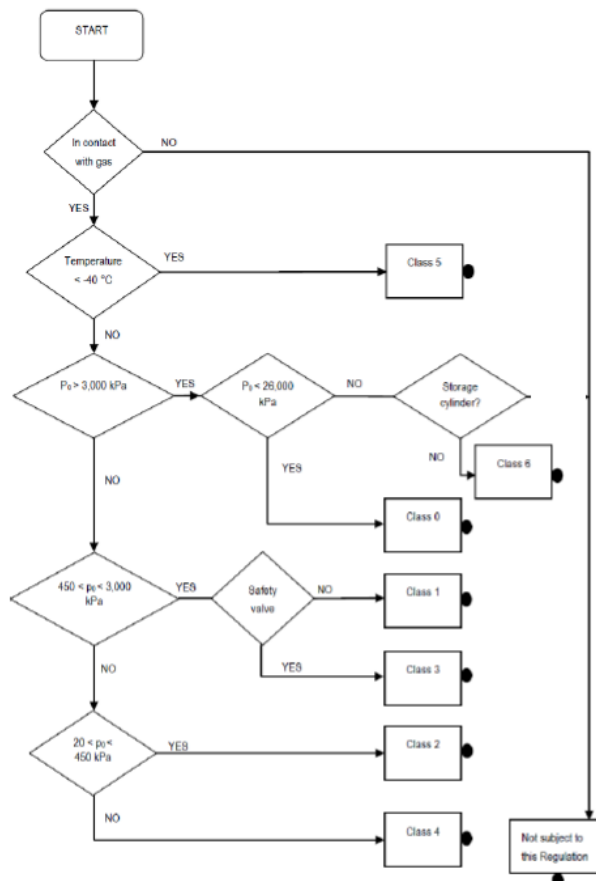 START
In contact
with gas
NO
YES
Temperature
< -40 °C
YES
Class 5
NO
P₀ > 3,000 kPa
YES
P₀ < 26,000
kPa
NO
Storage
cylinder?
NO
Class 6
YES
NO
Class 0
450 < p₀ < 3,000
kPa
YES
Safety
valve
NO
Class 1
YES
Class 3
NO
20 < p₀ <
450 kPa
YES
Class 2
NO
Class 4
Not subject to
this Regulation